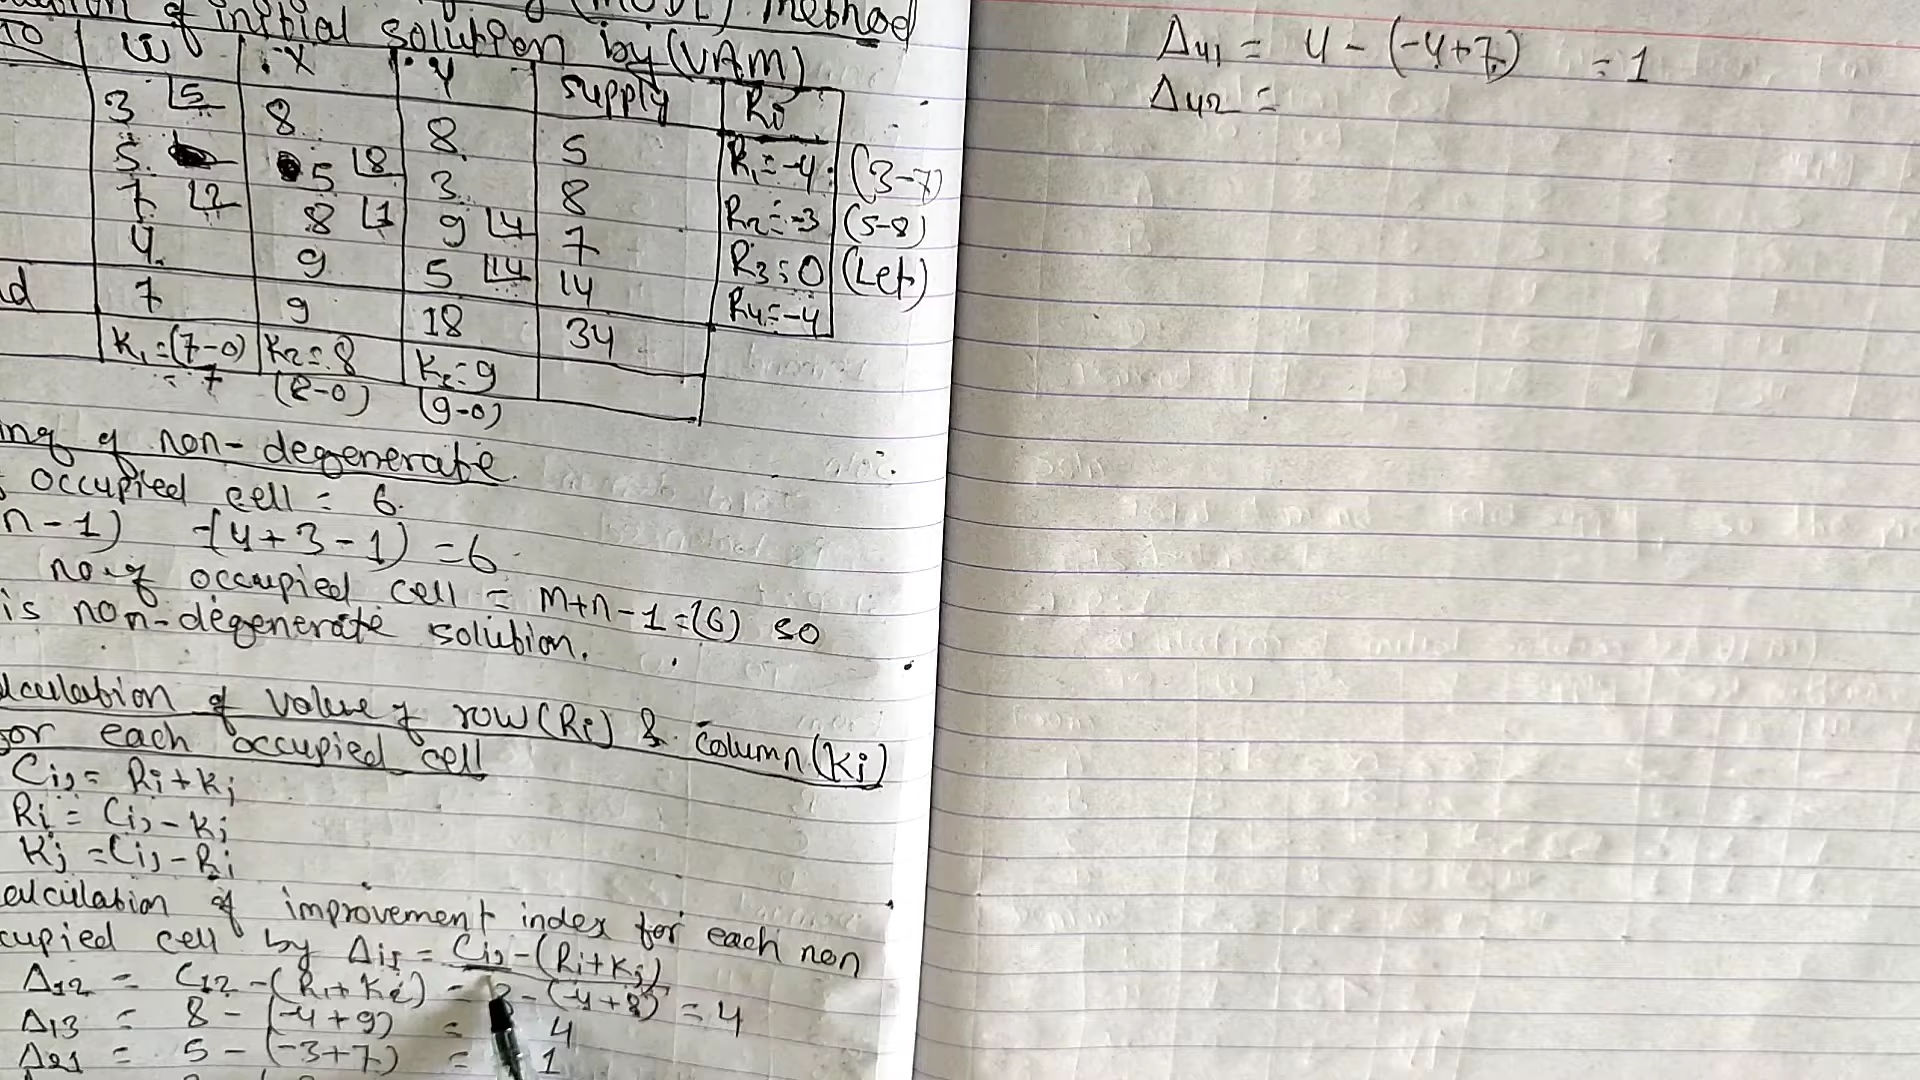 of initial solution by (VAM)
TO W X Y supply Ri
3 5 8 8 5 R1=-4 (3-7)
5 5 8 3 8 R2=-3 (5-8)
7 2 8 1 9 4 7 R3=0 (Let)
4 9 5 14 14 R4=-4
7 9 18 34
K1=(7-0) K2=8 K3=9
=7 (8-0) (9-0)
ing of non-degenerate
occupied cell = 6
n-1) (4+3-1) = 6
no. of occupied cell = m+n-1=(6) so
is non-degenerate solution.
lculation of value of row(Ri) & column(Kj)
for each occupied cell
Cij = Ri+Kj
Ri = Cij-Kj
Kj = Cij-Ri
alculation of improvement index for each non
cupied cell by Δij = Cij-(Ri+Kj)
Δ12 = C12-(R1+K2) = 8-(-4+8) = 4
Δ13 = 8-(-4+9) = 4
Δ21 = 5-(-3+7) = 1
Δ41 = 4-(-4+7) = 1
Δ42 =